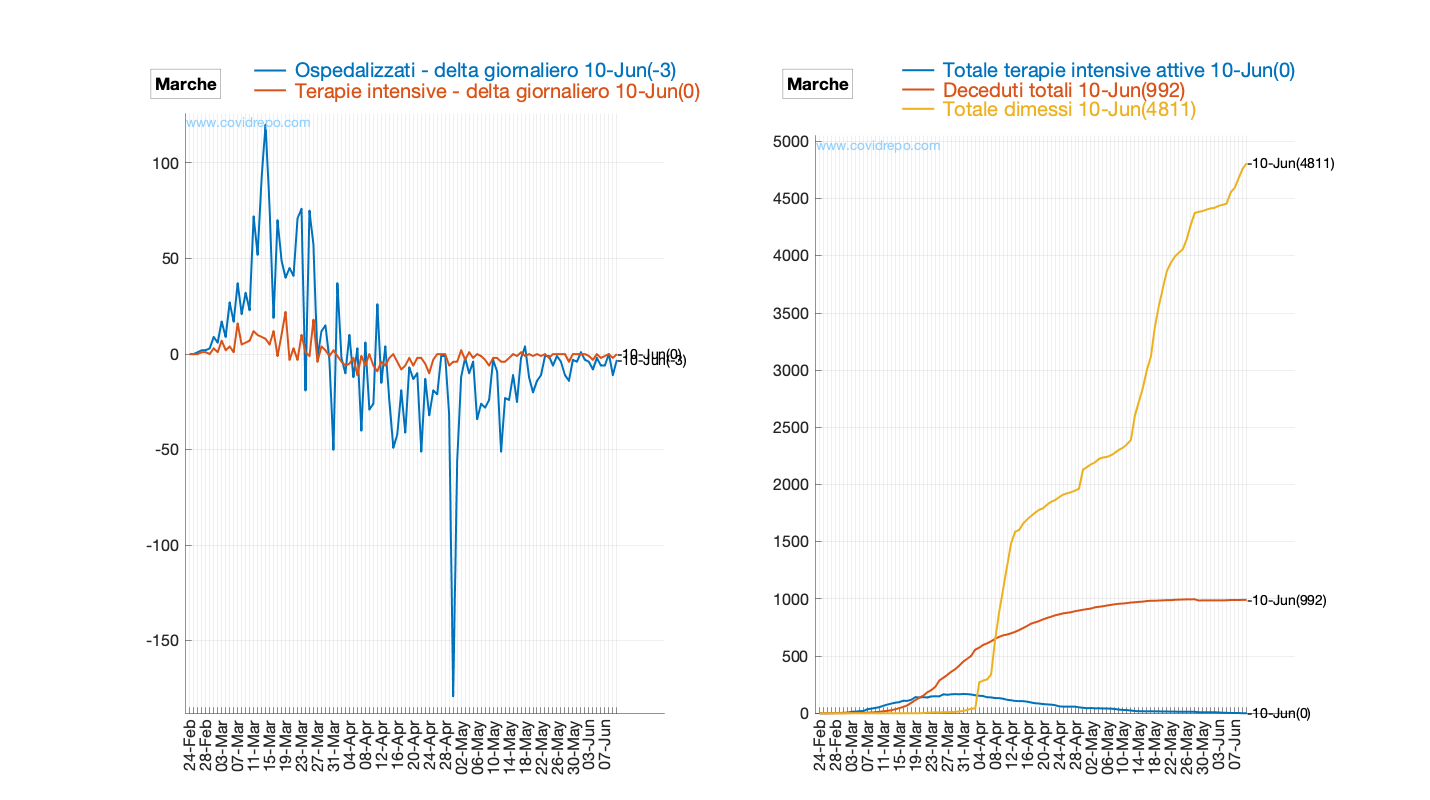 Marche
Ospedalizzati - delta giornaliero 10-Jun(-3)
Terapie intensive - delta giornaliero 10-Jun(0)
www.covidrepo.com
100
50
0
-50
-100
-150
-10-Jun(0)
-10-Jun(-3)
24-Feb
28-Feb
03-Mar
07-Mar
11-Mar
15-Mar
19-Mar
23-Mar
27-Mar
31-Mar
04-Apr
08-Apr
12-Apr
16-Apr
20-Apr
24-Apr
28-Apr
02-May
06-May
10-May
14-May
18-May
22-May
26-May
30-May
03-Jun
07-Jun
Marche
Totale terapie intensive attive 10-Jun(0)
Deceduti totali 10-Jun(992)
Totale dimessi 10-Jun(4811)
www.covidrepo.com
5000
4500
4000
3500
3000
2500
2000
1500
1000
500
0
-10-Jun(4811)
-10-Jun(992)
-10-Jun(0)
24-Feb
28-Feb
03-Mar
07-Mar
11-Mar
15-Mar
19-Mar
23-Mar
27-Mar
31-Mar
04-Apr
08-Apr
12-Apr
16-Apr
20-Apr
24-Apr
28-Apr
02-May
06-May
10-May
14-May
18-May
22-May
26-May
30-May
03-Jun
07-Jun